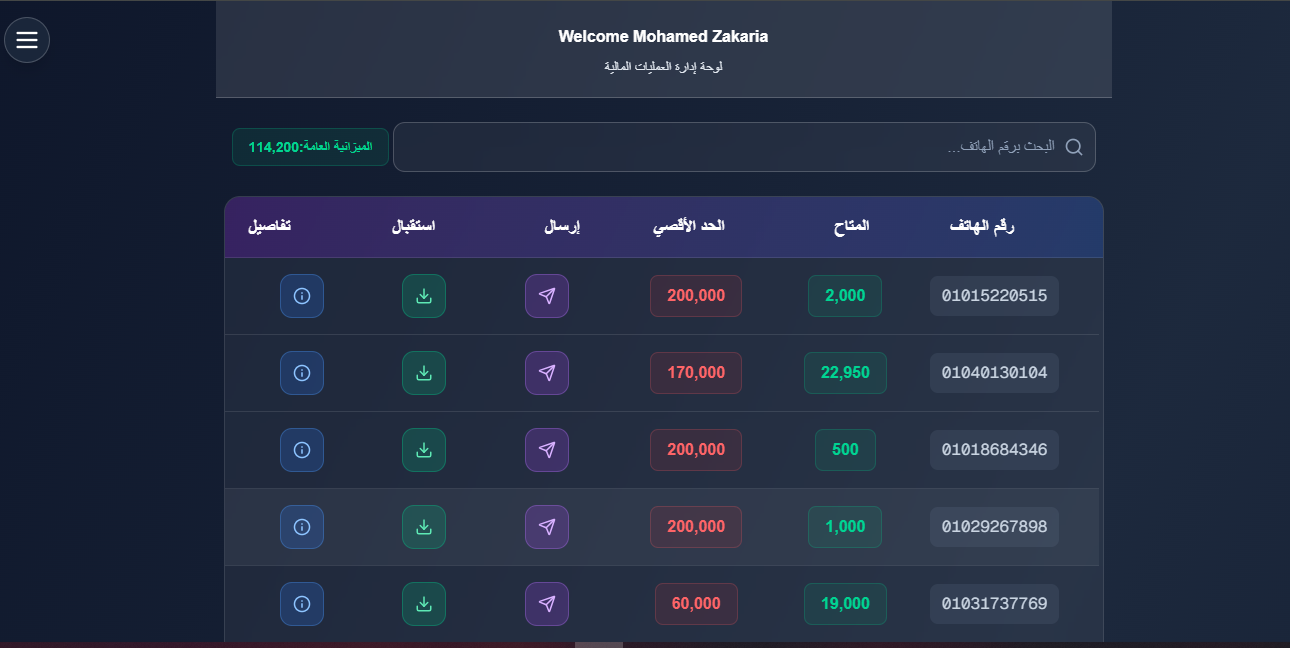 Welcome Mohamed Zakaria
لوحة إدارة العمليات المالية
البحث برقم الهاتف...
الميزانية العامة:114,200
رقم الهاتف المتاح الحد الأقصي إرسال استقبال تفاصيل
01015220515 2,000 200,000
01040130104 22,950 170,000
01018684346 500 200,000
01029267898 1,000 200,000
01031737769 19,000 60,000